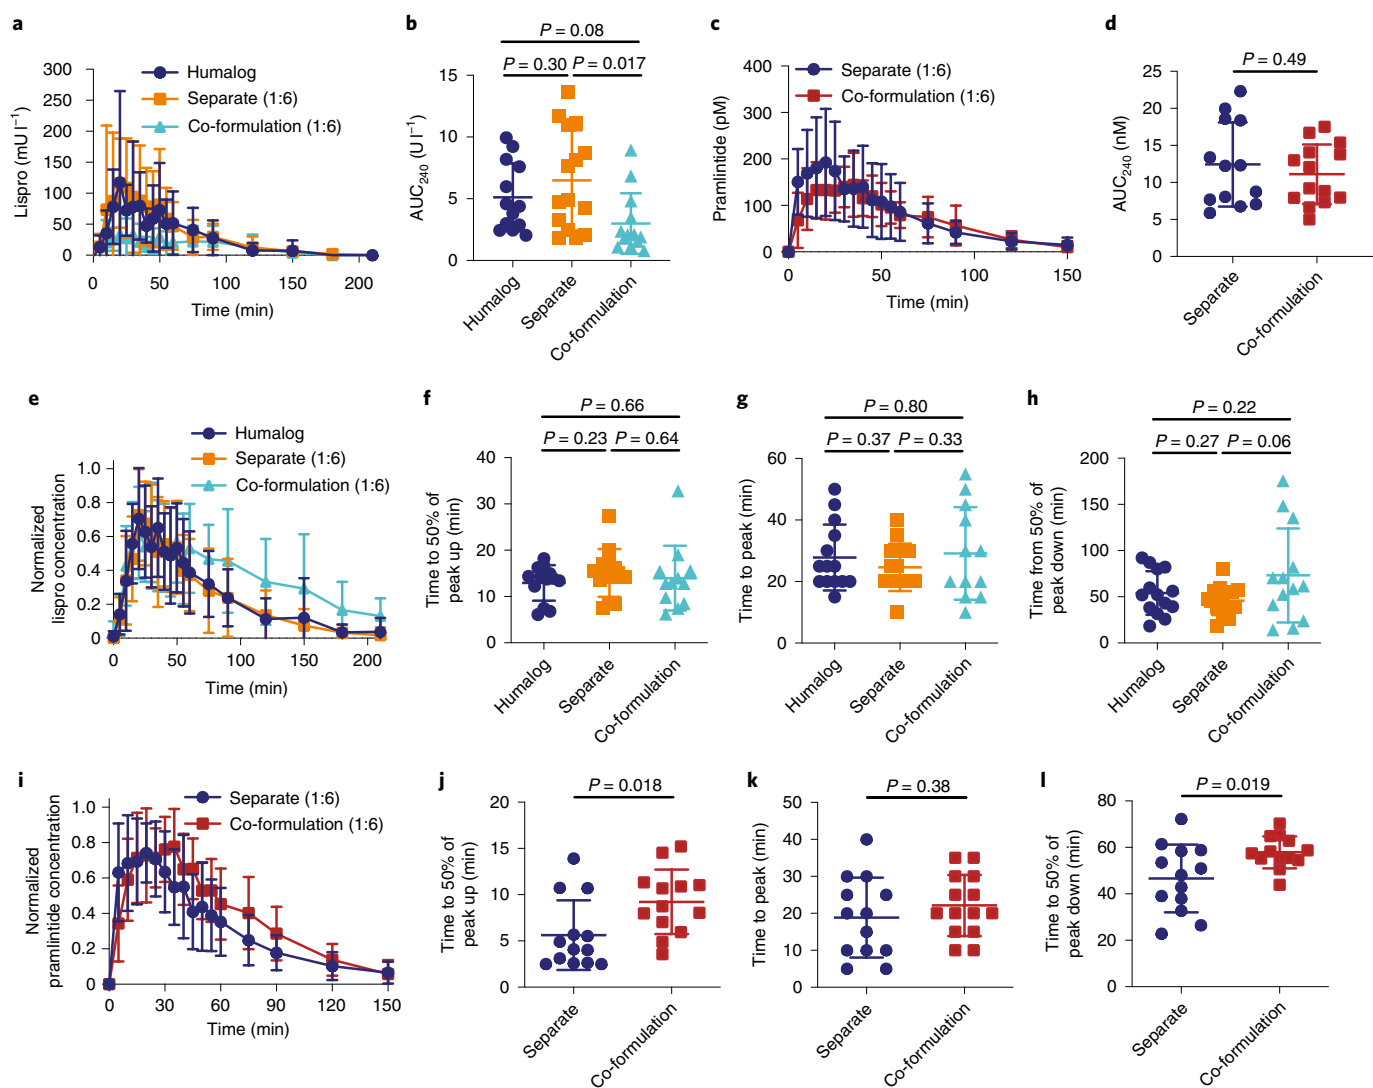 a
Lispro (mU l⁻¹)
300
250
200
150
100
50
0
0 50 100 150 200
Time (min)
Humalog
Separate (1:6)
Co-formulation (1:6)
b
P = 0.08
P = 0.30 P = 0.017
AUC₂₄₀ (U l⁻¹)
15
10
5
0
Humalog
Separate
Co-formulation
c
Pramlintide (pM)
400
300
200
100
0
0 50 100 150
Time (min)
Separate (1:6)
Co-formulation (1:6)
d
P = 0.49
AUC₂₄₀ (nM)
25
20
15
10
5
0
Separate
Co-formulation
e
Normalized
lispro concentration
1.0
0.8
0.6
0.4
0.2
0
0 50 100 150 200
Time (min)
Humalog
Separate (1:6)
Co-formulation (1:6)
f
P = 0.66
P = 0.23 P = 0.64
Time to 50% of
peak up (min)
40
30
20
10
0
Humalog
Separate
Co-formulation
g
P = 0.80
P = 0.37 P = 0.33
Time to peak (min)
60
40
20
0
Humalog
Separate
Co-formulation
h
P = 0.22
P = 0.27 P = 0.06
Time from 50% of
peak down (min)
200
150
100
50
0
Humalog
Separate
Co-formulation
i
Normalized
pramlintide concentration
1.0
0.8
0.6
0.4
0.2
0
0 30 60 90 120 150
Time (min)
Separate (1:6)
Co-formulation (1:6)
j
P = 0.018
Time to 50% of
peak up (min)
20
15
10
5
0
Separate
Co-formulation
k
P = 0.38
Time to peak (min)
50
40
30
20
10
0
Separate
Co-formulation
l
P = 0.019
Time to 50% of
peak down (min)
80
60
40
20
0
Separate
Co-formulation